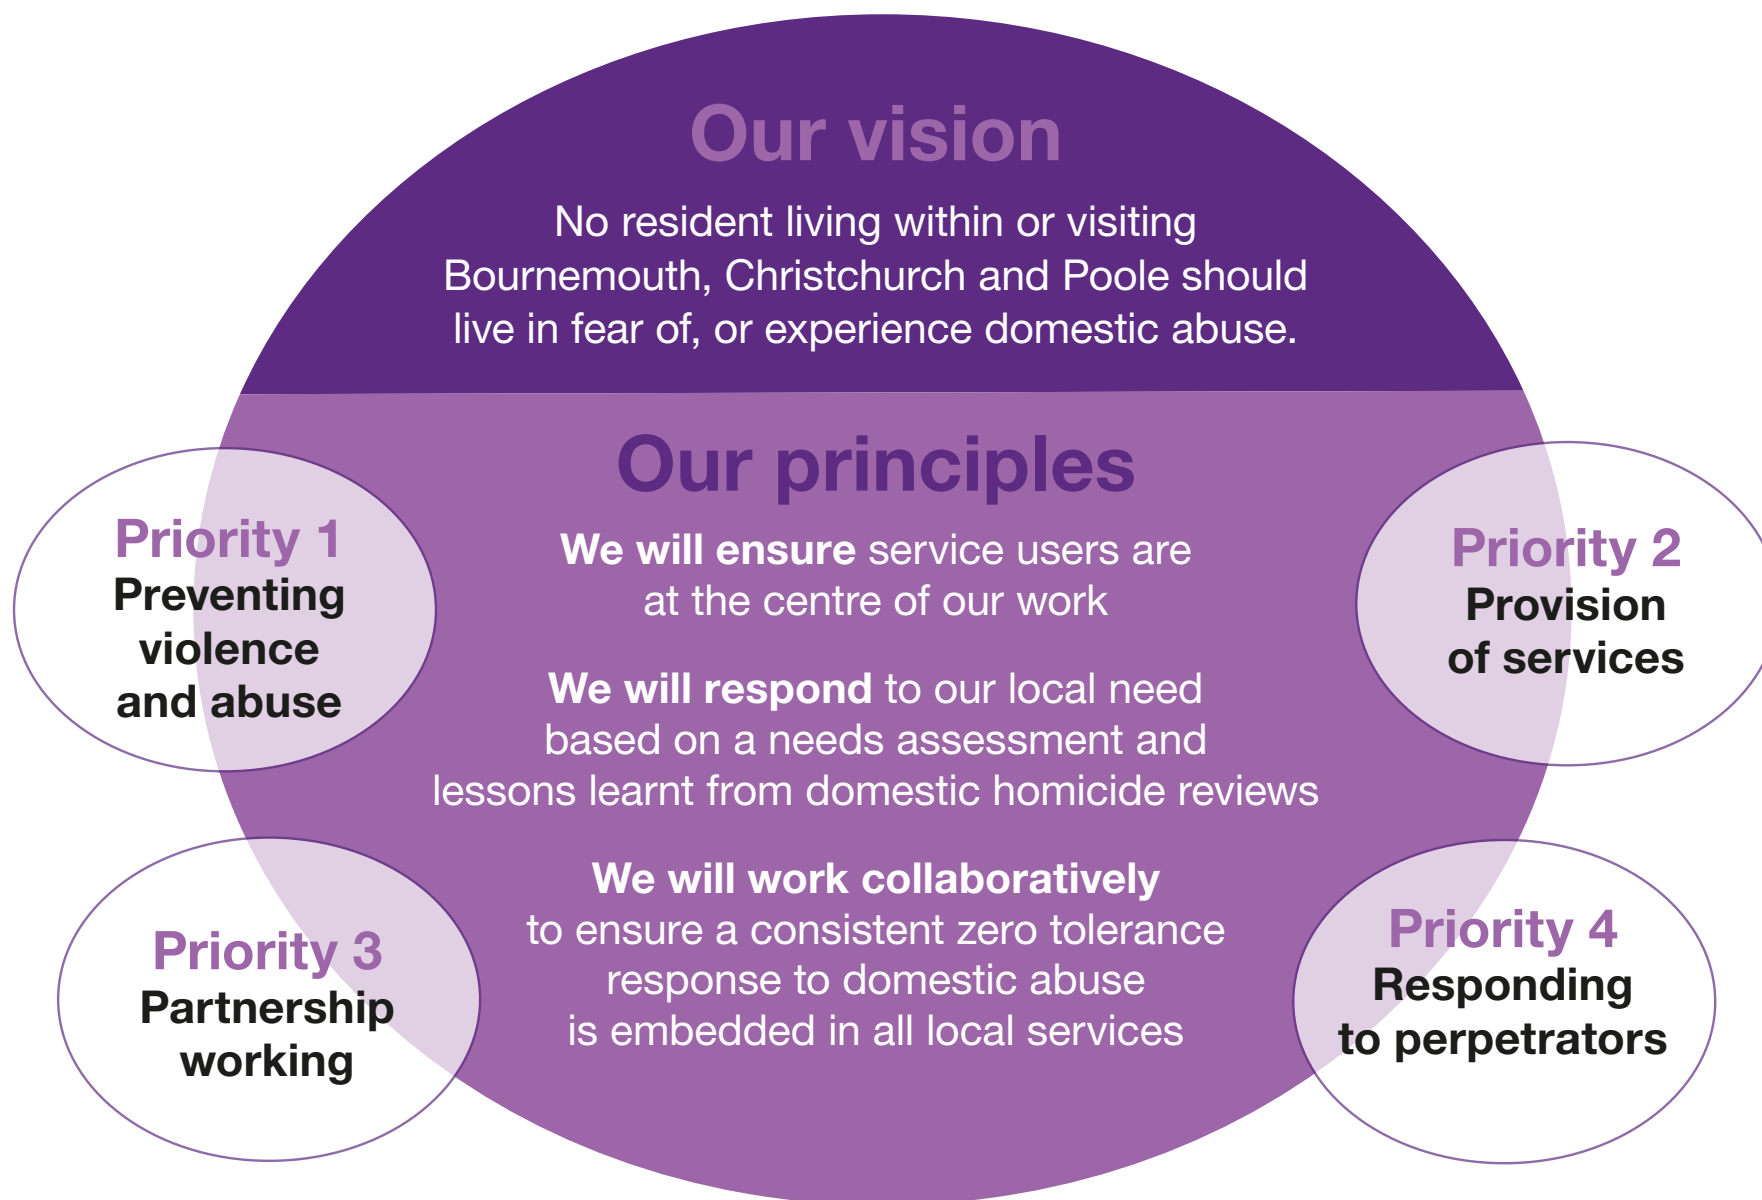 Our vision
No resident living within or visiting
Bournemouth, Christchurch and Poole should
live in fear of, or experience domestic abuse.
Our principles
We will ensure service users are
at the centre of our work
We will respond to our local need
based on a needs assessment and
lessons learnt from domestic homicide reviews
We will work collaboratively
to ensure a consistent zero tolerance
response to domestic abuse
is embedded in all local services
Priority 1
Preventing
violence
and abuse
Priority 2
Provision
of services
Priority 3
Partnership
working
Priority 4
Responding
to perpetrators